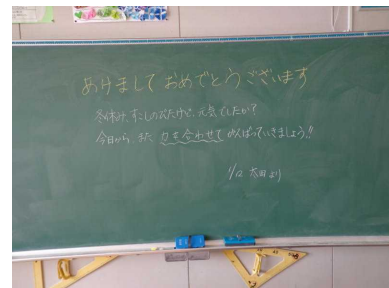 あけましておめでとうございます
冬休み、すこしのびたけど、元気でしたか?
今日から、また 力を合わせて がんばっていきましょう!!
1/12 太田より